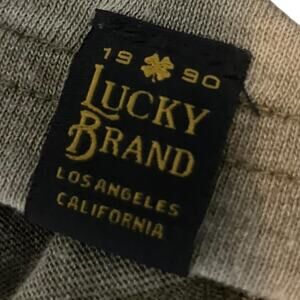 19 90
LUCKY
BRAND
LOS ANGELES
CALIFORNIA